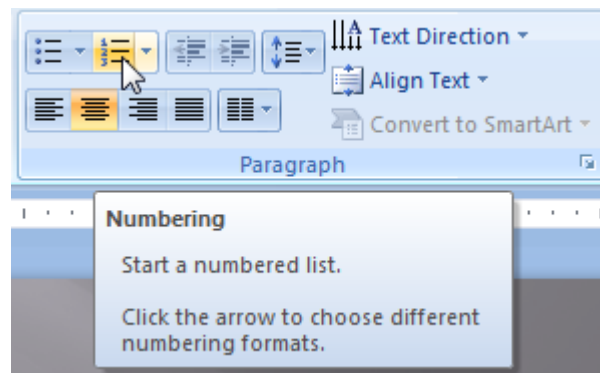 Text Direction
Align Text
Convert to SmartArt
Paragraph
Numbering
Start a numbered list.
Click the arrow to choose different
numbering formats.